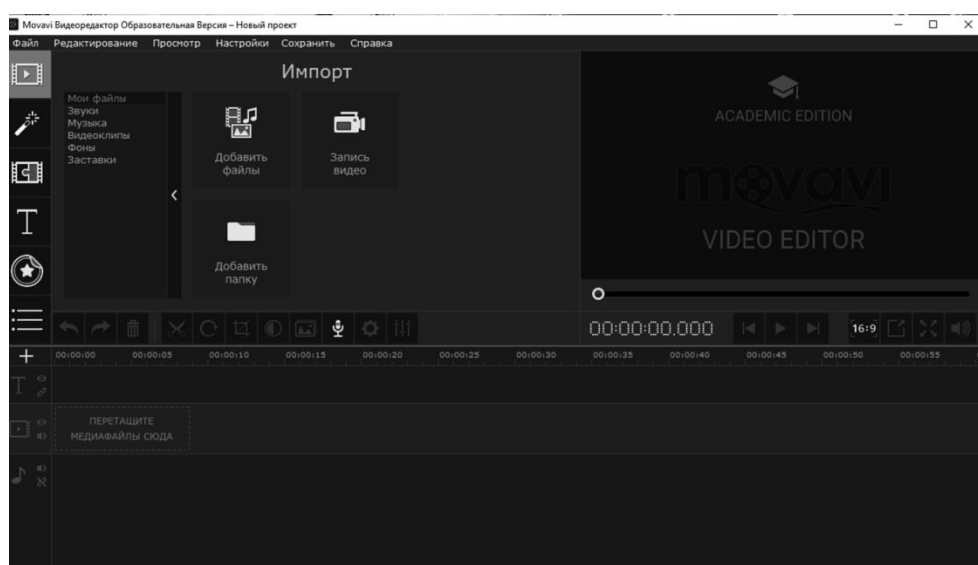 Movavi Видеоредактор Образовательная Версия – Новый проект
Файл Редактирование Просмотр Настройки Сохранить Справка
Импорт
Мои файлы
Звуки
Музыка
Видеоклипы
Фоны
Заставки
Добавить
файлы
Запись
видео
Добавить
папку
ACADEMIC EDITION
movavi
VIDEO EDITOR
00:00:00.000
16:9
00:00:00 00:00:05 00:00:10 00:00:15 00:00:20 00:00:25 00:00:30 00:00:35 00:00:40 00:00:45 00:00:50 00:00:55
ПЕРЕТАЩИТЕ
МЕДИАФАЙЛЫ СЮДА